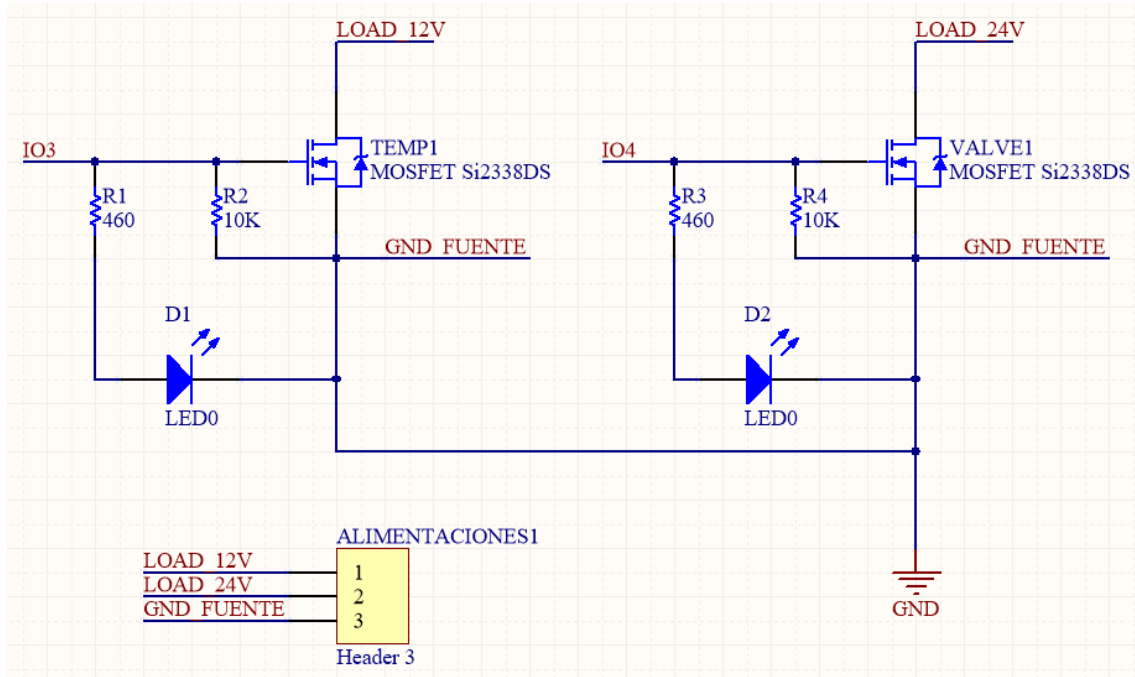 LOAD_12V
LOAD_24V
IO3
TEMP1
MOSFET Si2338DS
IO4
VALVE1
MOSFET Si2338DS
R1
460
R2
10K
R3
460
R4
10K
GND_FUENTE
GND_FUENTE
D1
LED0
D2
LED0
ALIMENTACIONES1
LOAD_12V
1
LOAD_24V
2
GND_FUENTE
3
Header 3
GND